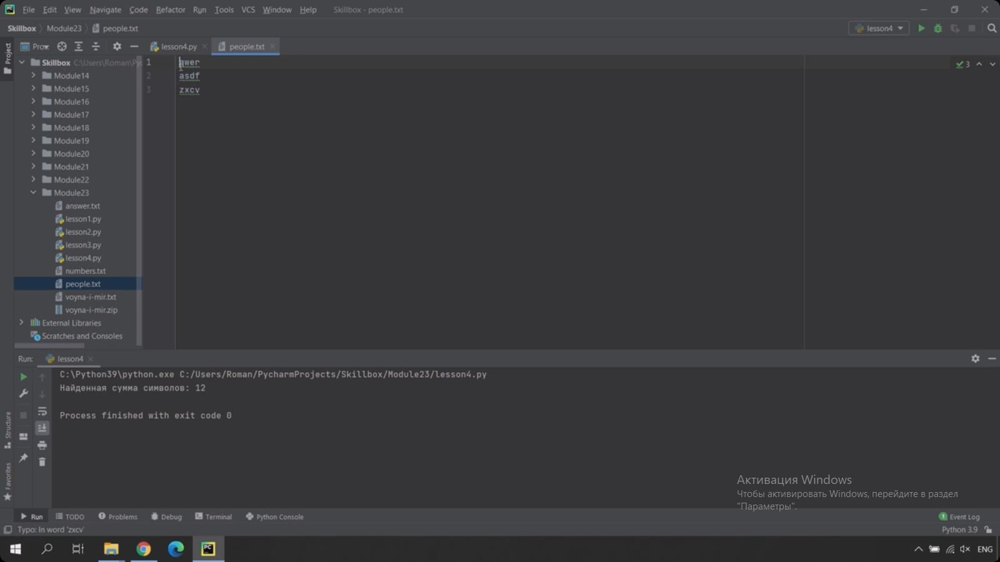 File Edit View Navigate Code Refactor Run Tools VCS Window Help Skillbox - people.txt
Skillbox Module23 people.txt lesson4
Project
Pro lesson4.py people.txt
Skillbox C:\Users\Roman\Pyc
Module14
Module15
Module16
Module17
Module18
Module19
Module20
Module21
Module22
Module23
answer.txt
lesson1.py
lesson2.py
lesson3.py
lesson4.py
numbers.txt
people.txt
voyna-i-mir.txt
voyna-i-mir.zip
External Libraries
Scratches and Consoles
1 qwer
2 asdf
3 zxcv
3
Run: lesson4
C:\Python39\python.exe C:/Users/Roman/PycharmProjects/Skillbox/Module23/lesson4.py
Найденная сумма символов: 12
Process finished with exit code 0
Structure
Favorites
Активация Windows
Чтобы активировать Windows, перейдите в раздел
"Параметры".
Run TODO Problems Debug Terminal Python Console 1 Event Log
Typo: In word 'zxcv' Python 3.9
PC ENG